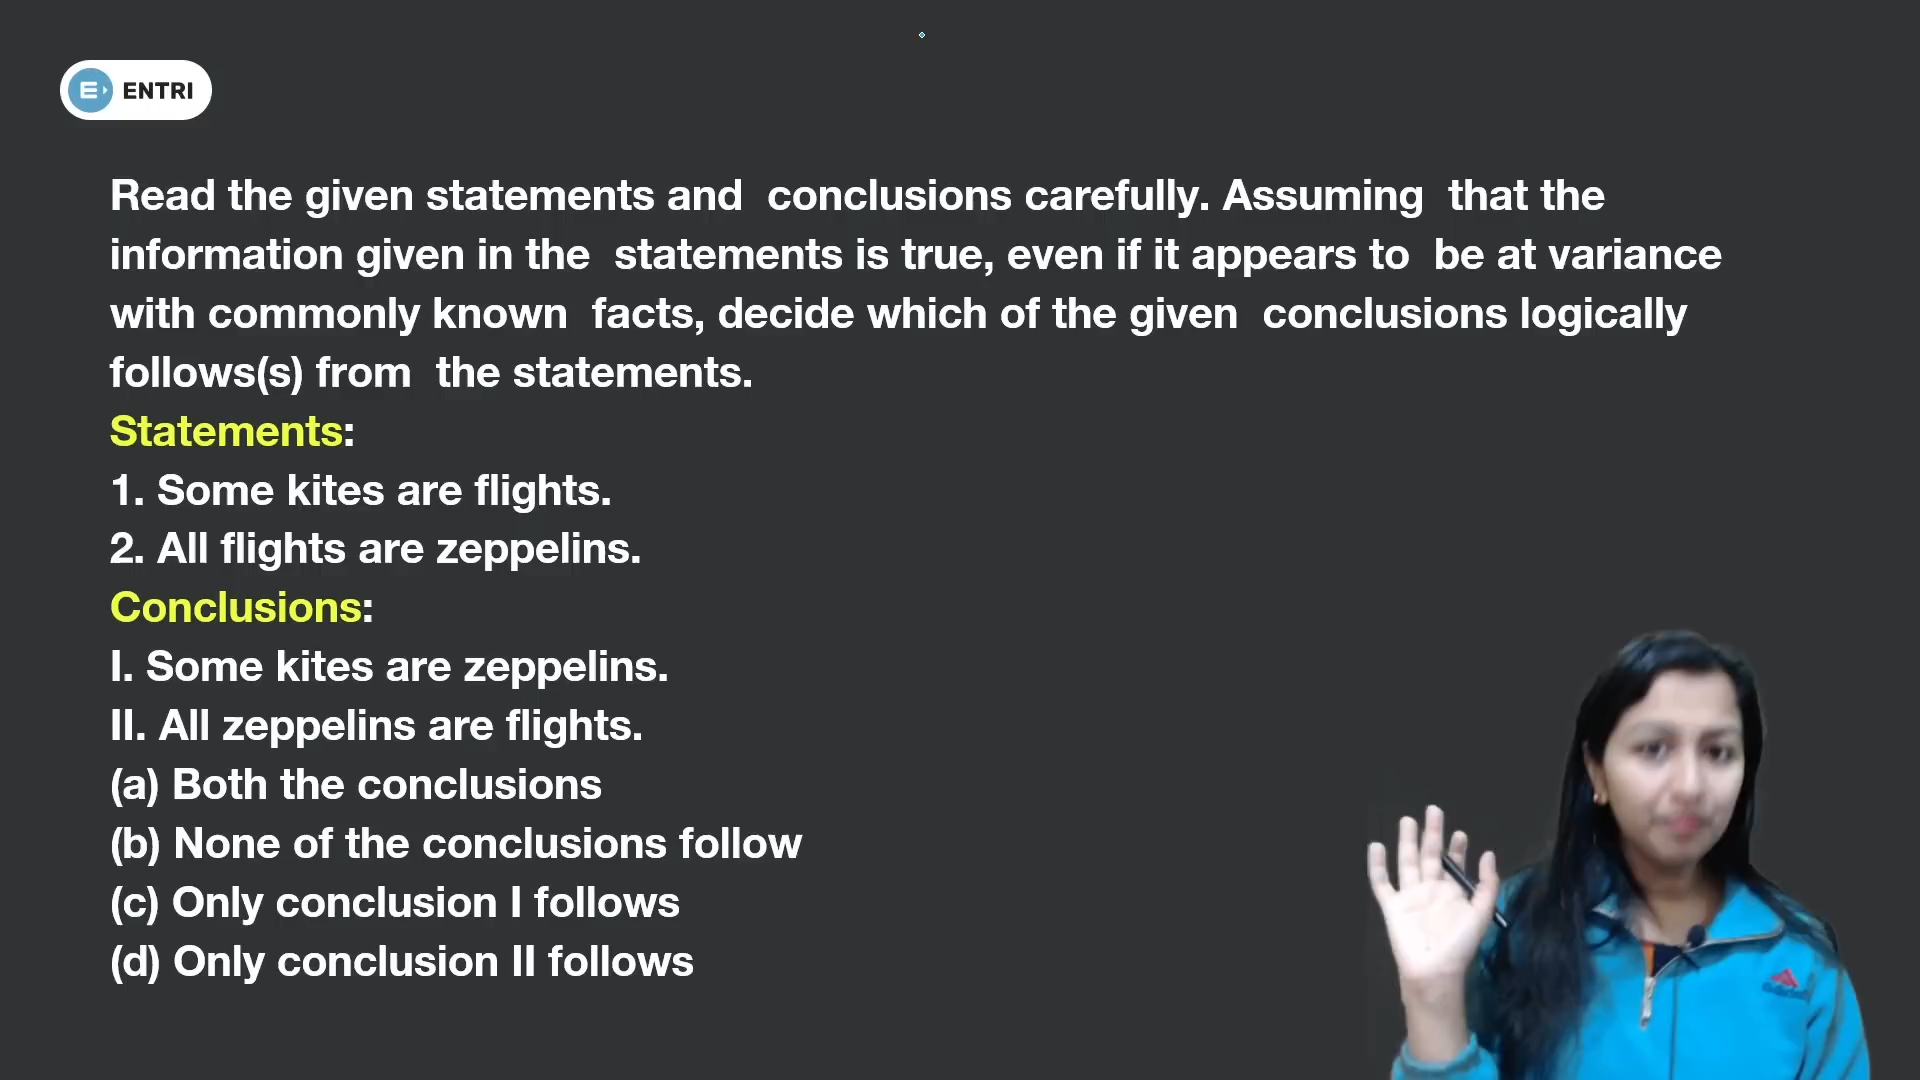 ENTRI
Read the given statements and conclusions carefully. Assuming that the
information given in the statements is true, even if it appears to be at variance
with commonly known facts, decide which of the given conclusions logically
follows(s) from the statements.
Statements:
1. Some kites are flights.
2. All flights are zeppelins.
Conclusions:
I. Some kites are zeppelins.
II. All zeppelins are flights.
(a) Both the conclusions
(b) None of the conclusions follow
(c) Only conclusion I follows
(d) Only conclusion II follows